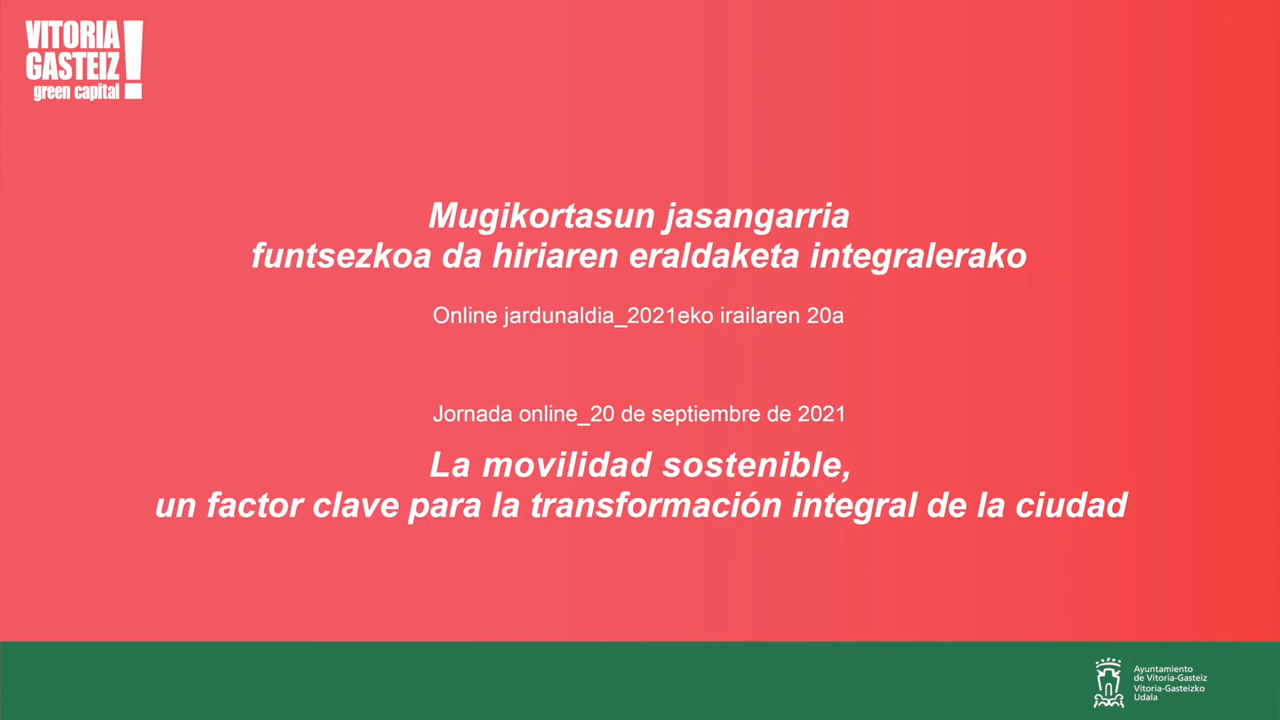 VITORIA
GASTEIZ!
green capital
Mugikortasun jasangarria
funtsezkoa da hiriaren eraldaketa integralerako
Online jardunaldia_2021eko irailaren 20a
Jornada online_20 de septiembre de 2021
La movilidad sostenible,
un factor clave para la transformación integral de la ciudad
Ayuntamiento
de Vitoria-Gasteiz
Vitoria-Gasteizko
Udala